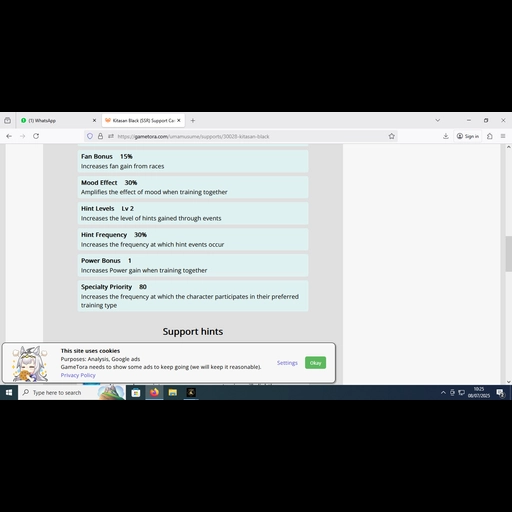 (1) WhatsApp
Kitasan Black (SSR) Support Ca
https://gametora.com/umamusume/supports/30028-kitasan-black
Sign in
Fan Bonus 15%
Increases fan gain from races
Mood Effect 30%
Amplifies the effect of mood when training together
Hint Levels Lv 2
Increases the level of hints gained through events
Hint Frequency 30%
Increases the frequency at which hint events occur
Power Bonus 1
Increases Power gain when training together
Specialty Priority 80
Increases the frequency at which the character participates in their preferred
training type
Support hints
This site uses cookies
Purposes: Analysis, Google ads
GameTora needs to show some ads to keep going (we will keep it reasonable).
Privacy Policy
Settings
Okay
Type here to search
10:25
08/07/2025